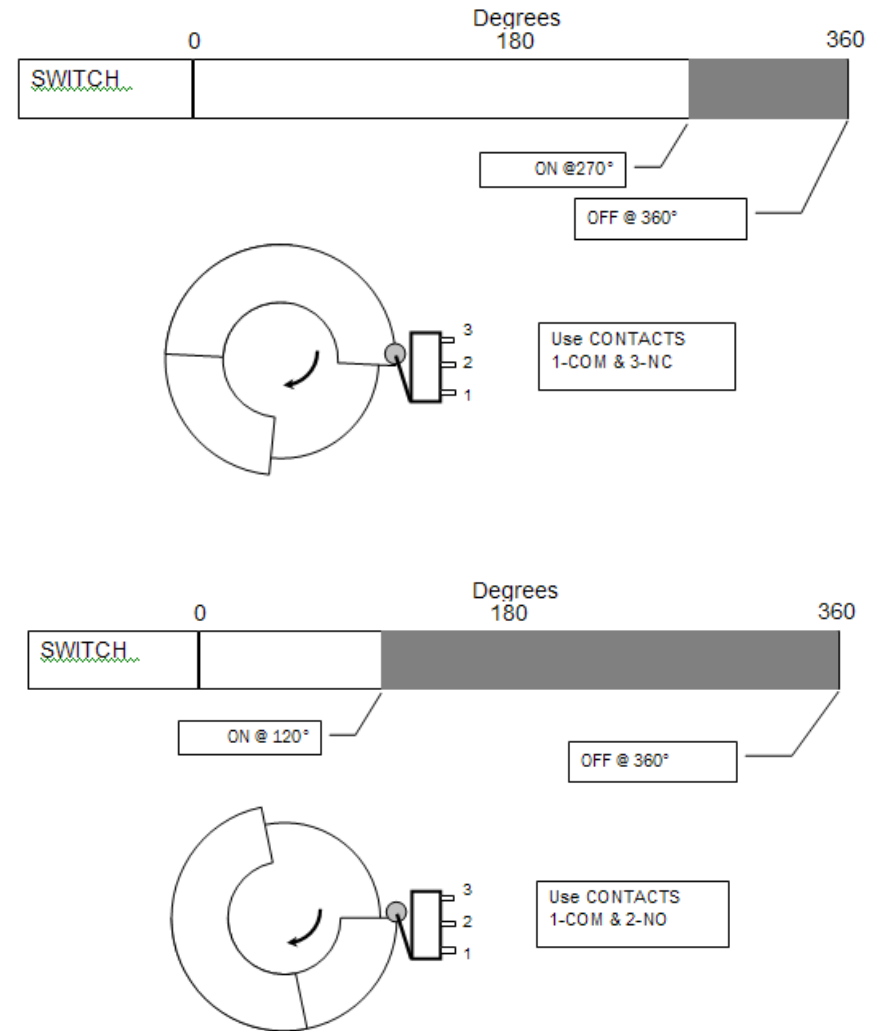 Degrees
0 180 360
SWITCH
ON @270°
OFF @ 360°
3
2
1
Use CONTACTS
1-COM & 3-NC
Degrees
0 180 360
SWITCH
ON @ 120°
OFF @ 360°
3
2
1
Use CONTACTS
1-COM & 2-NO